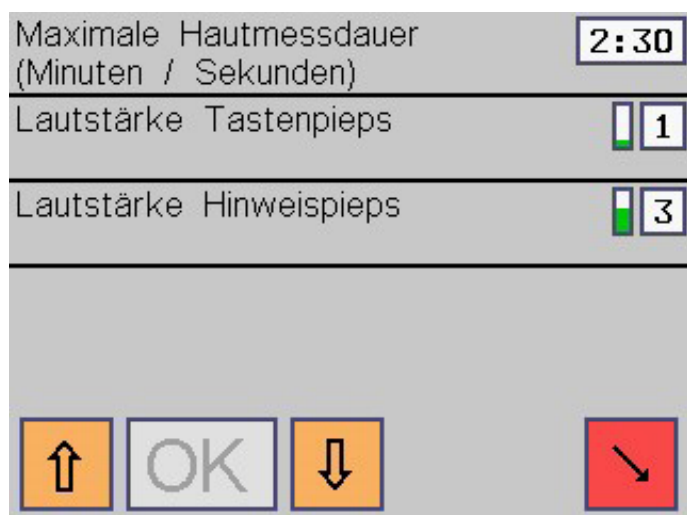 Maximale Hautmessdauer
2:30
(Minuten / Sekunden)
Lautstärke Tastenpieps
1
Lautstärke Hinweispieps
3
OK